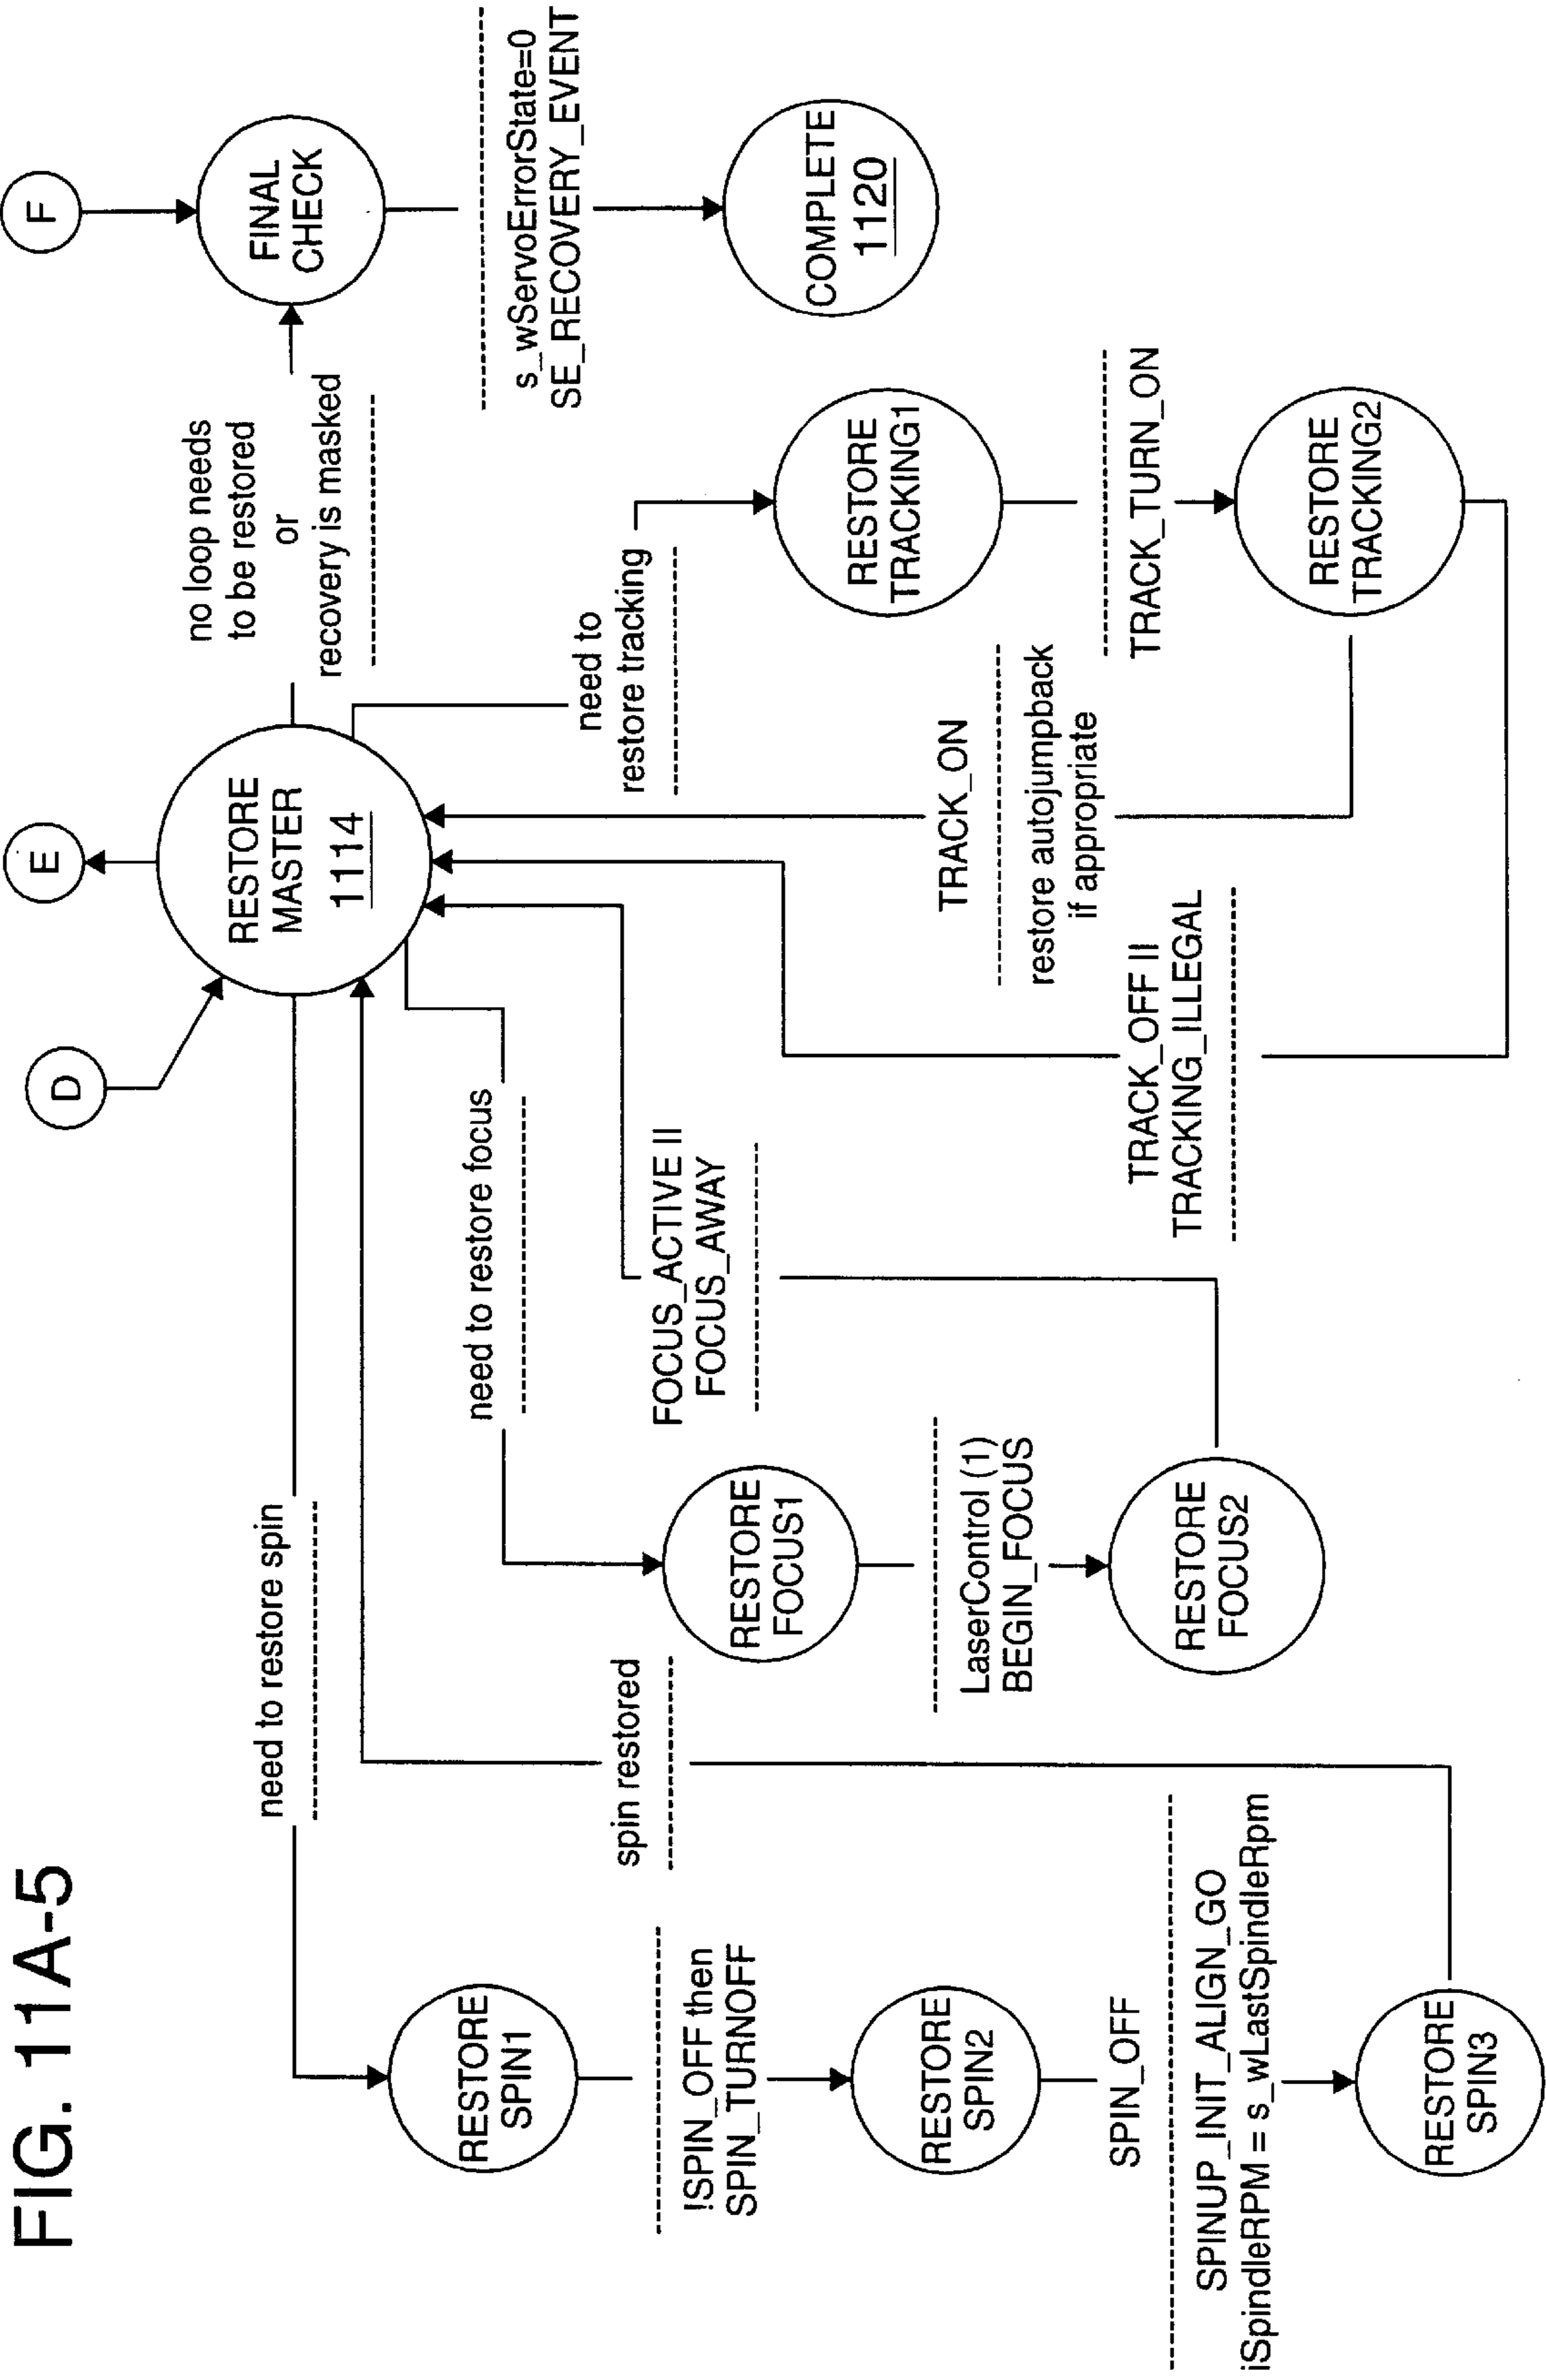 FIG. 11A-5
D
E
F
RESTORE
MASTER
1114
no loop needs
to be restored
or
recovery is masked
FINAL
CHECK
s_wServoErrorState=0
SE_RECOVERY_EVENT
COMPLETE
1120
need to restore spin
RESTORE
SPIN1
!SPIN_OFF then
SPIN_TURNOFF
RESTORE
SPIN2
SPIN_OFF
SPINUP_INIT_ALIGN_GO
iSpindleRPM = s_wLastSpindleRpm
RESTORE
SPIN3
spin restored
need to restore focus
RESTORE
FOCUS1
LaserControl (1)
BEGIN_FOCUS
RESTORE
FOCUS2
FOCUS_ACTIVE II
FOCUS_AWAY
need to
restore tracking
RESTORE
TRACKING1
TRACK_TURN_ON
RESTORE
TRACKING2
TRACK_ON
restore autojumpback
if appropriate
TRACK_OFF II
TRACKING_ILLEGAL